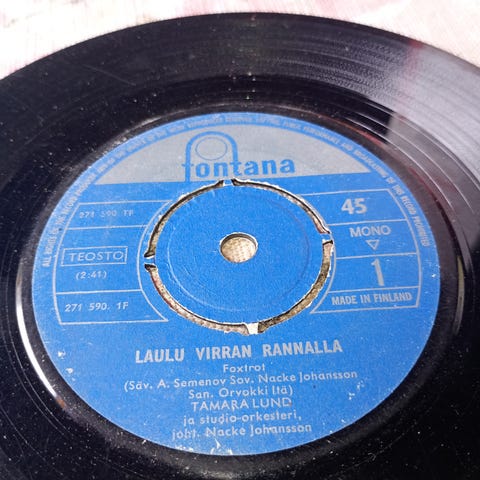 fontana
271 590 TF
45
TEOSTO
MONO
(2:41)
1
271 590. 1F
MADE IN FINLAND
LAULU VIRRAN RANNALLA
Foxtrot
(Säv. A. Semenov Sov. Nacke Johansson
San. Orvokki Itä)
TAMARA LUND
ja studio-orkesteri,
joht. Nacke Johansson